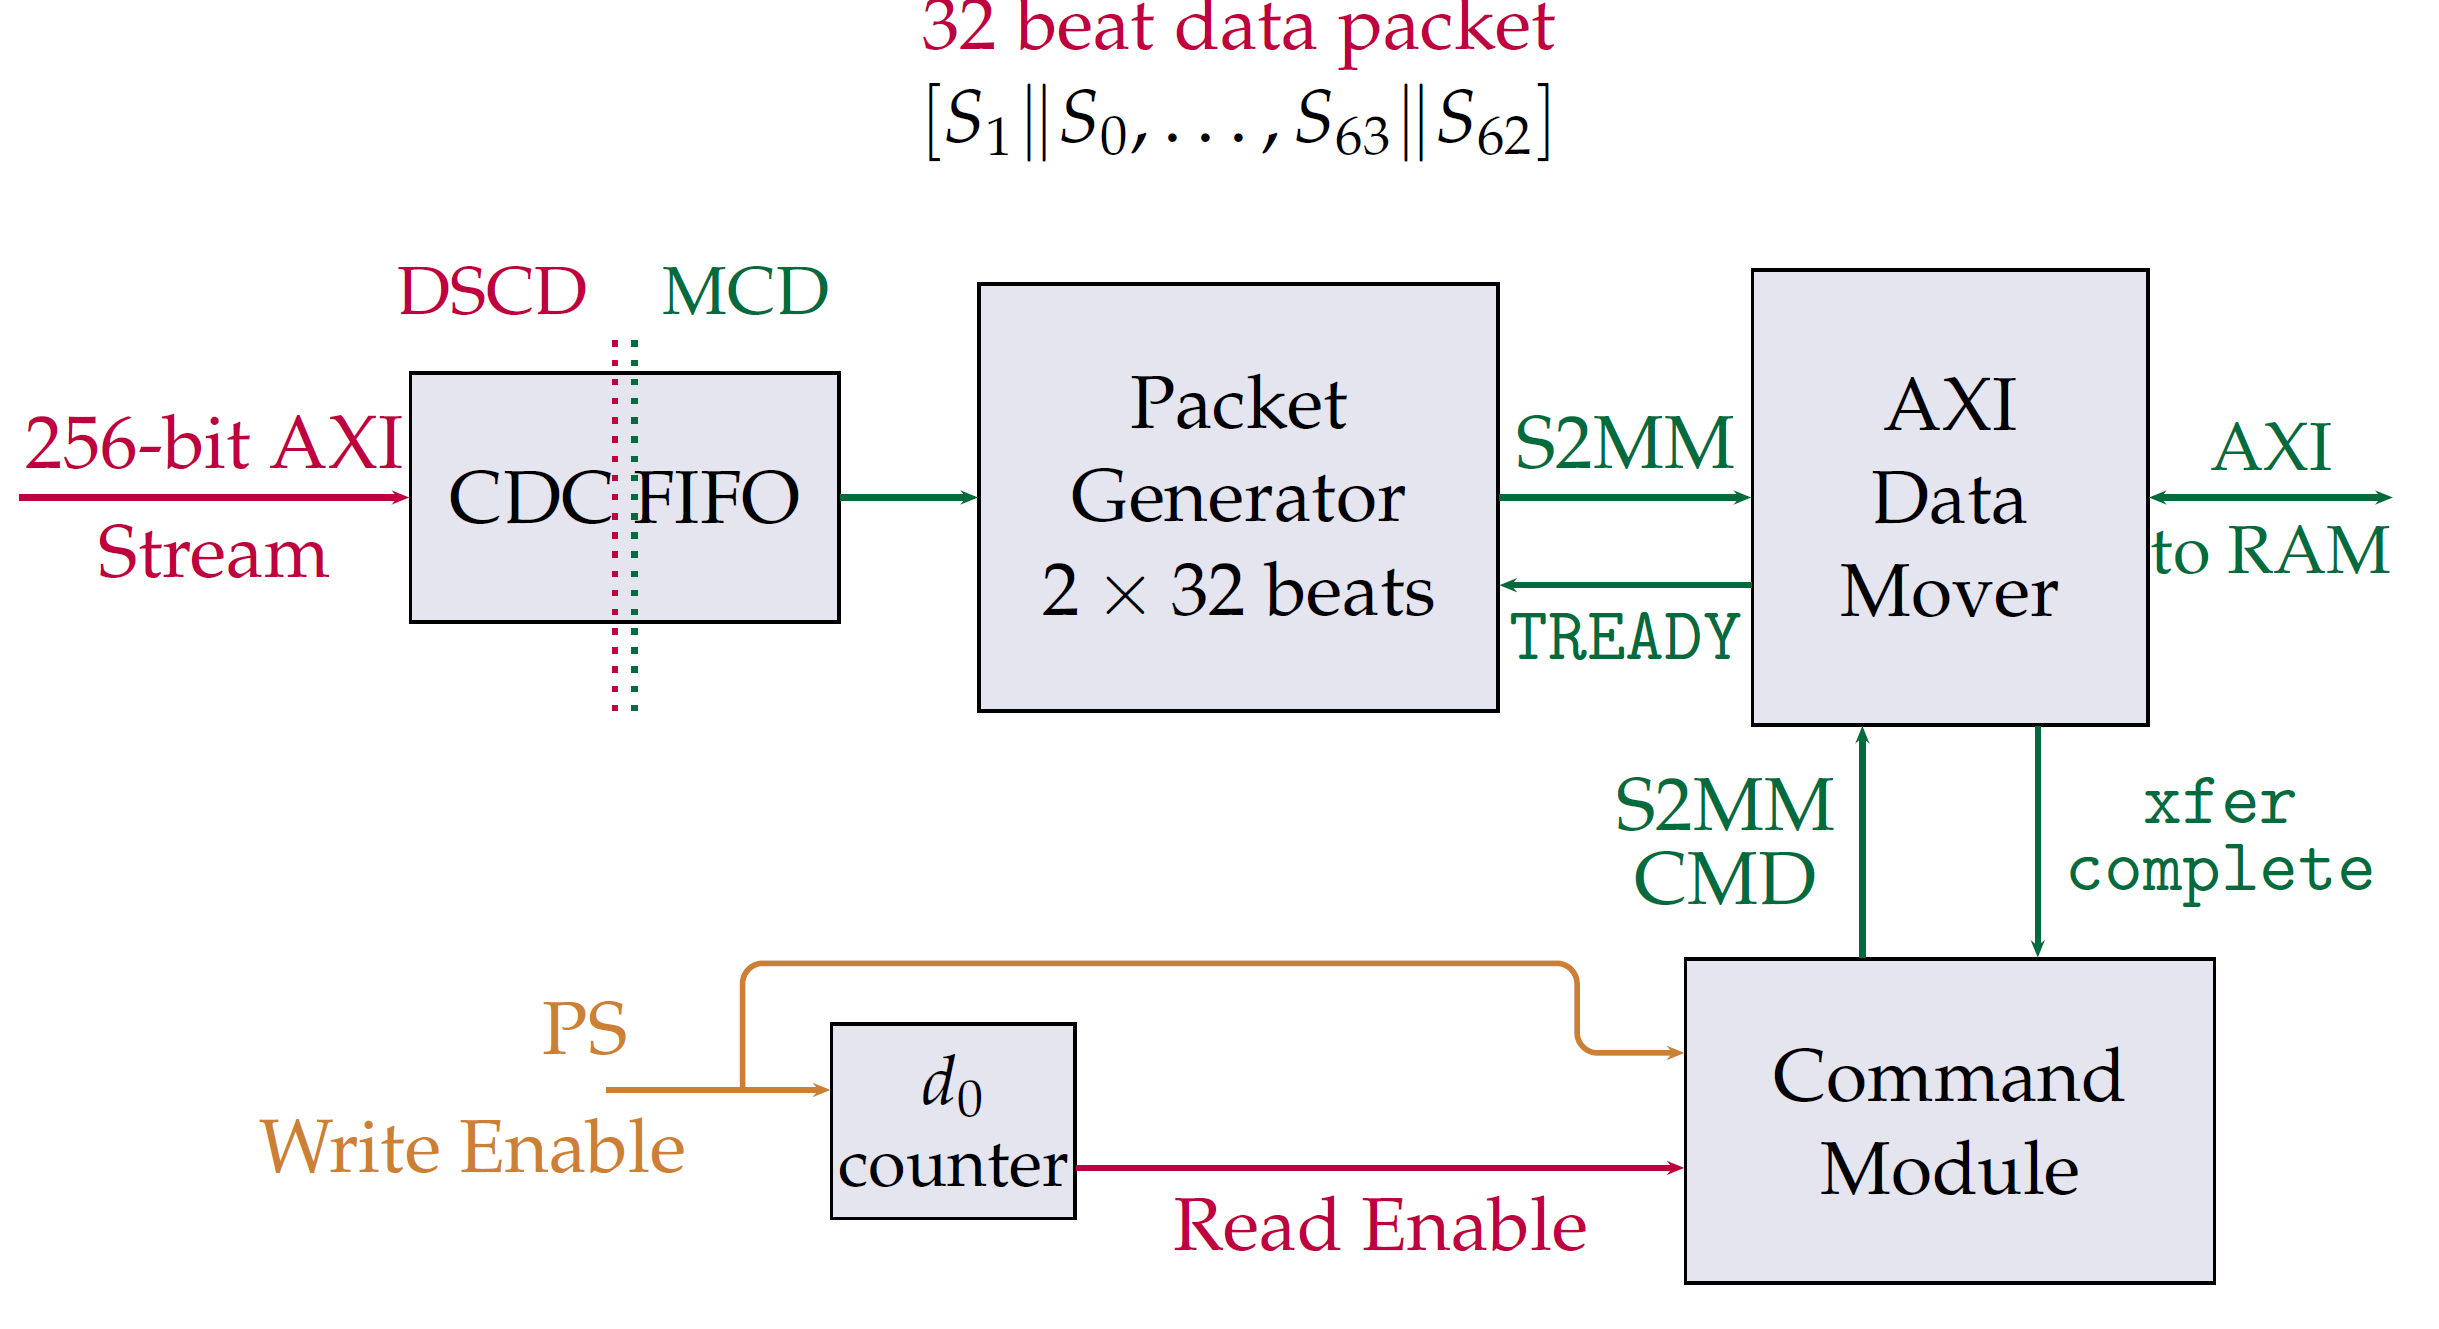 32 beat data packet
[S₁||S₀, . . . , S₆₃||S₆₂]
DSCD
MCD
256-bit AXI
Stream
CDC FIFO
Packet
Generator
2 × 32 beats
S2MM
TREADY
AXI
Data
Mover
AXI
to RAM
S2MM
CMD
xfer
complete
PS
Write Enable
d₀
counter
Read Enable
Command
Module